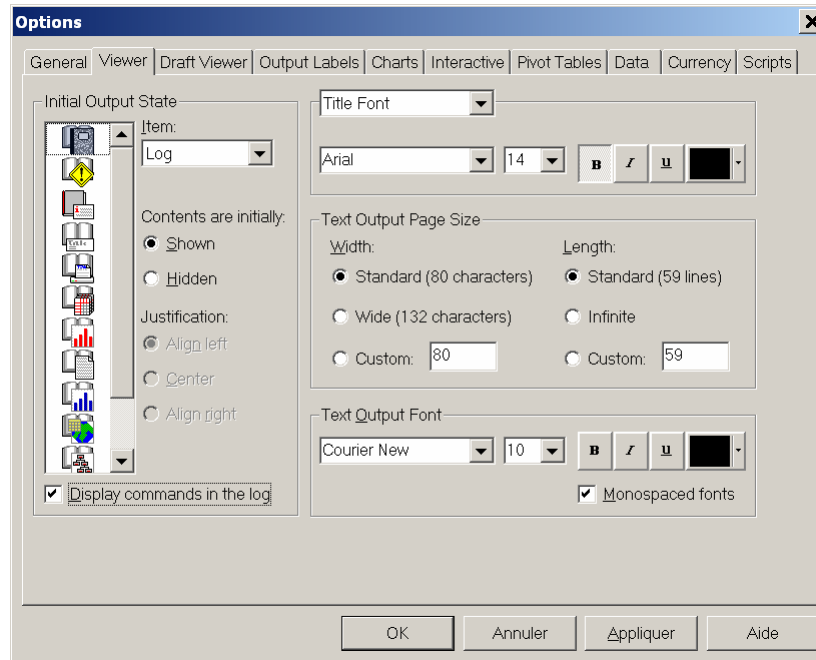 Options
General Viewer Draft Viewer Output Labels Charts Interactive Pivot Tables Data Currency Scripts
Initial Output State
Item:
Log
Contents are initially:
Shown
Hidden
Justification:
Align left
Center
Align right
Display commands in the log
Title Font
Arial 14 B I U
Text Output Page Size
Width: Length:
Standard (80 characters) Standard (59 lines)
Wide (132 characters) Infinite
Custom: 80 Custom: 59
Text Output Font
Courier New 10 B I U
Monospaced fonts
OK Annuler Appliquer Aide